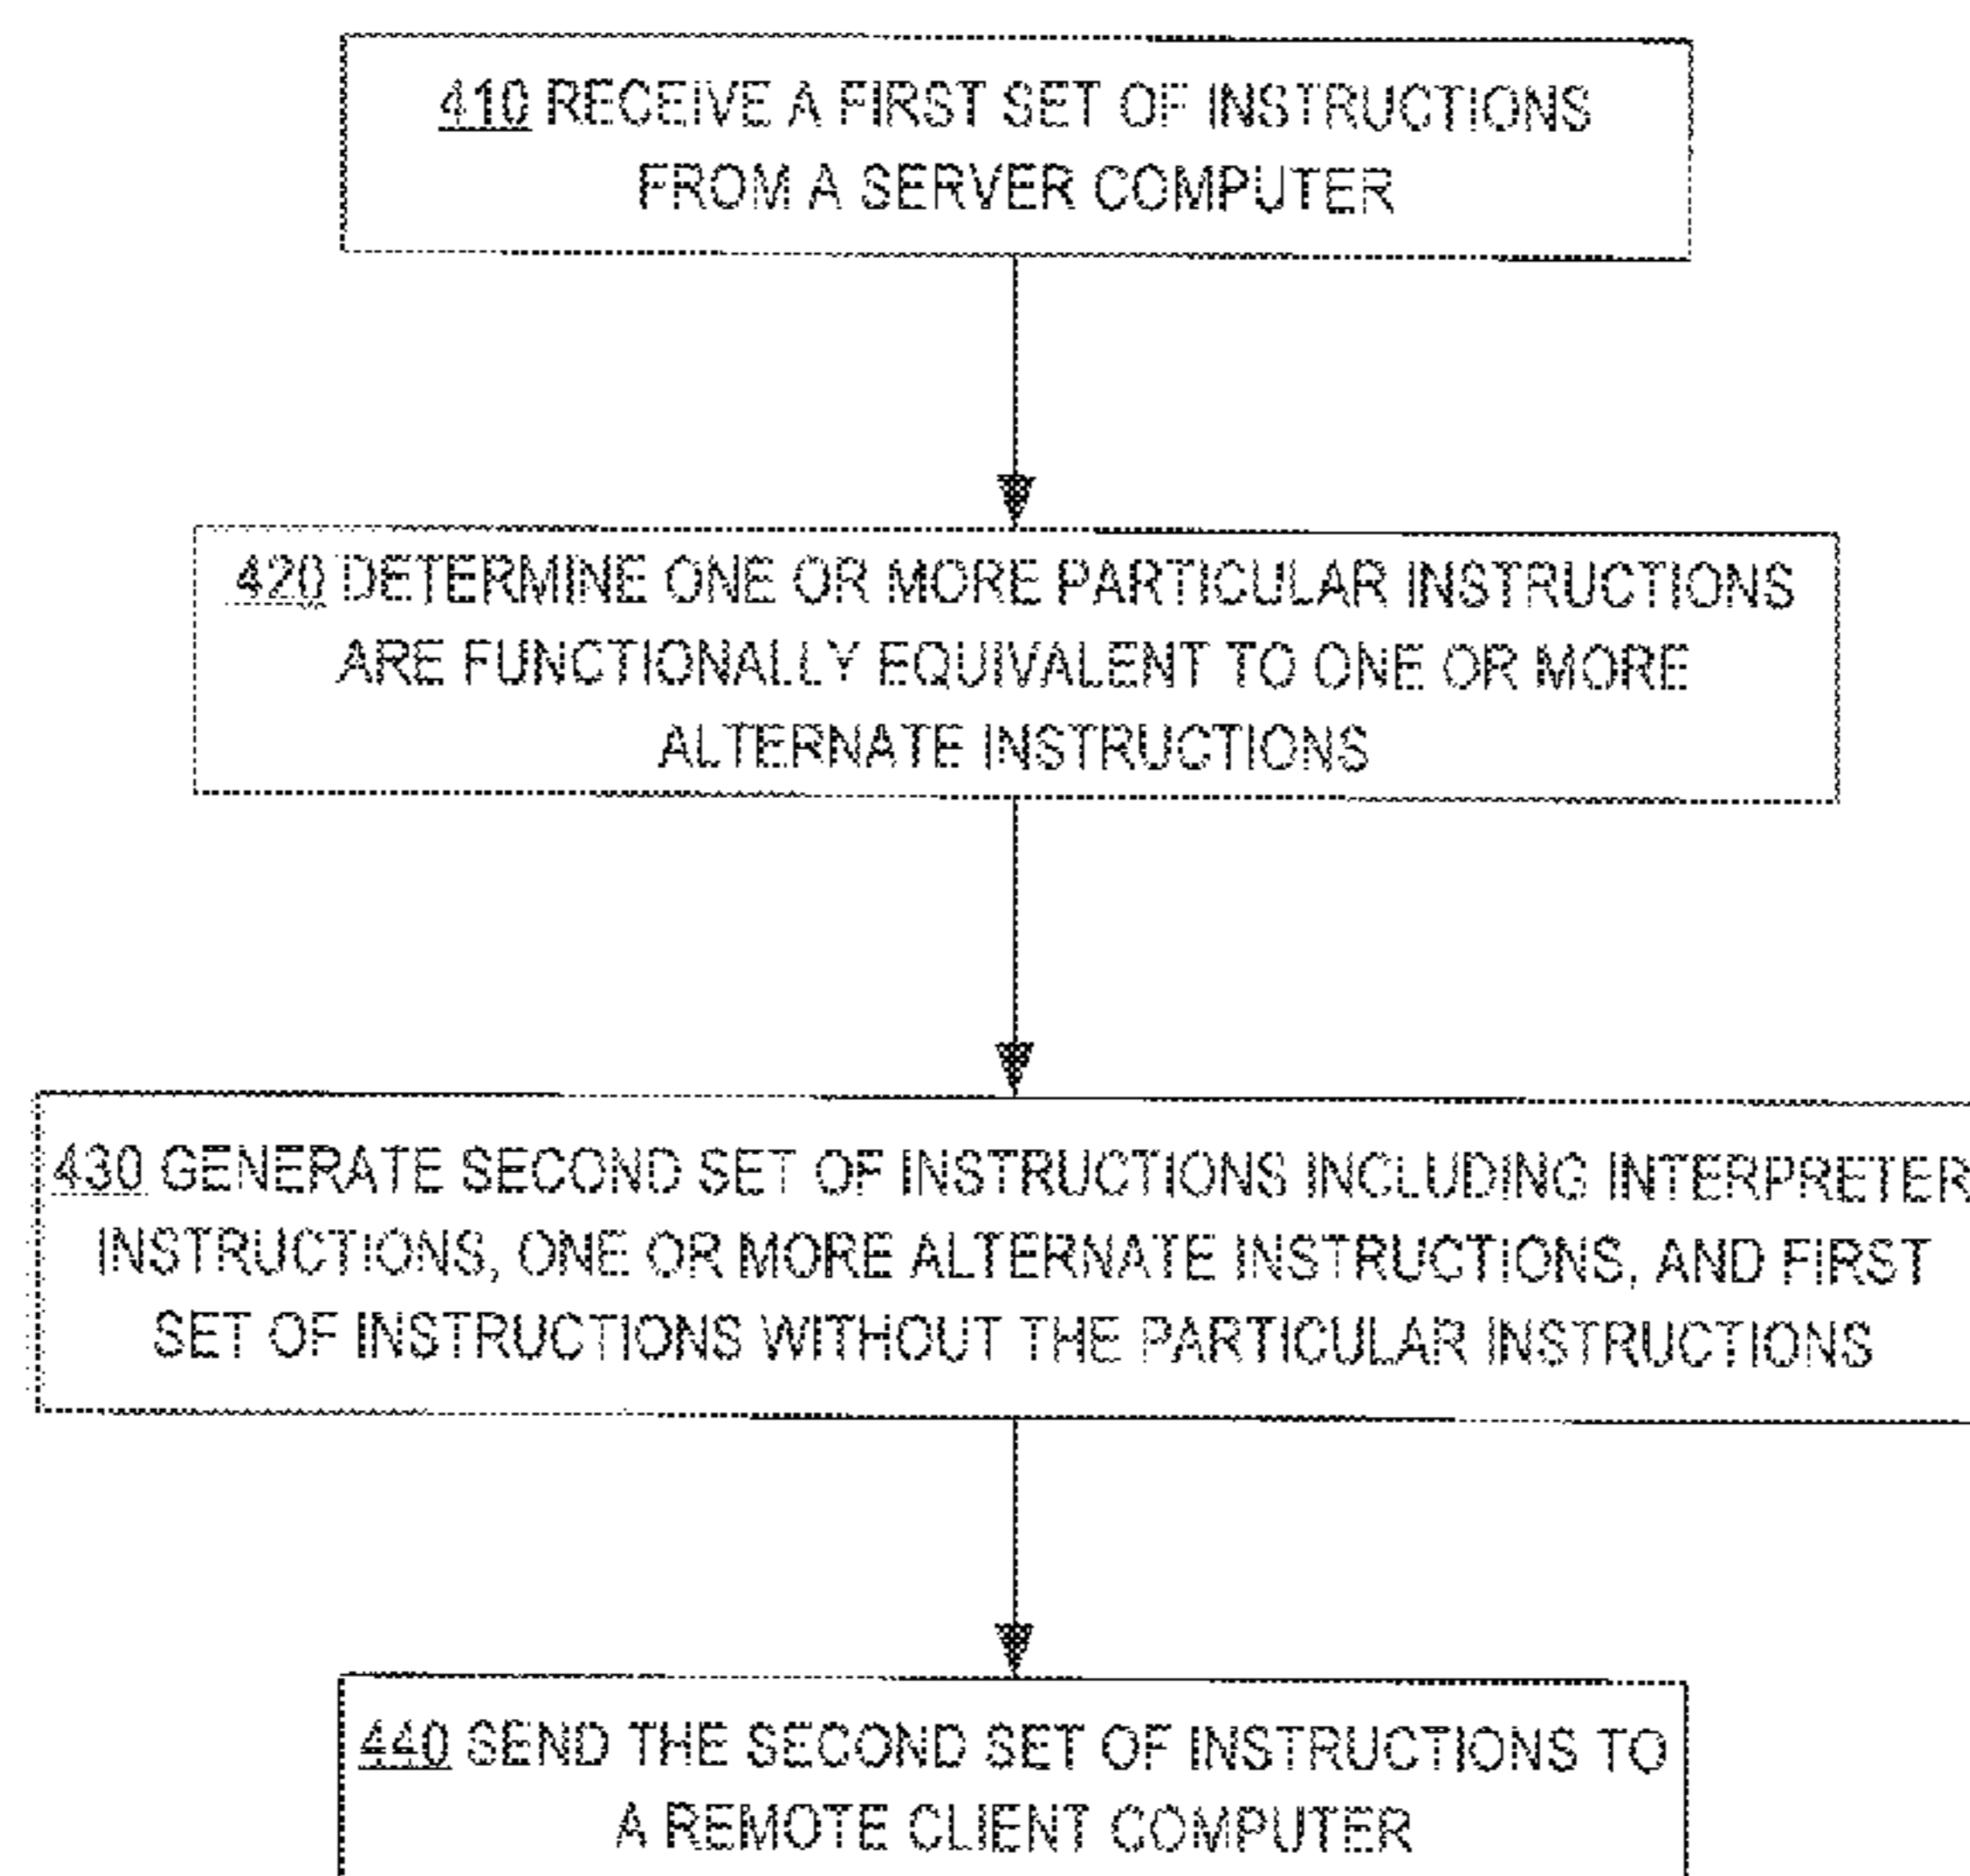 410 RECEIVE A FIRST SET OF INSTRUCTIONS
FROM A SERVER COMPUTER
420 DETERMINE ONE OR MORE PARTICULAR INSTRUCTIONS
ARE FUNCTIONALLY EQUIVALENT TO ONE OR MORE
ALTERNATE INSTRUCTIONS
430 GENERATE SECOND SET OF INSTRUCTIONS INCLUDING INTERPRETER
INSTRUCTIONS, ONE OR MORE ALTERNATE INSTRUCTIONS, AND FIRST
SET OF INSTRUCTIONS WITHOUT THE PARTICULAR INSTRUCTIONS
440 SEND THE SECOND SET OF INSTRUCTIONS TO
A REMOTE CLIENT COMPUTER